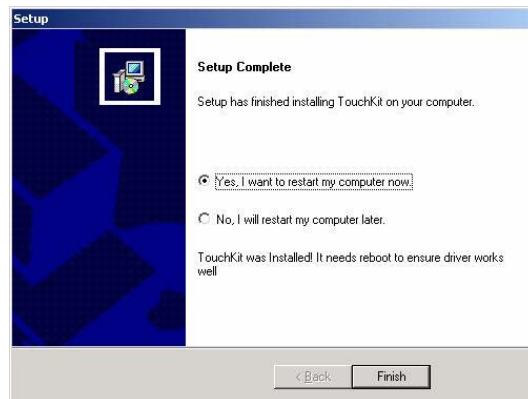 Setup
Setup Complete
Setup has finished installing TouchKit on your computer.
Yes, I want to restart my computer now.
No, I will restart my computer later.
TouchKit was Installed! It needs reboot to ensure driver works
well
< Back
Finish